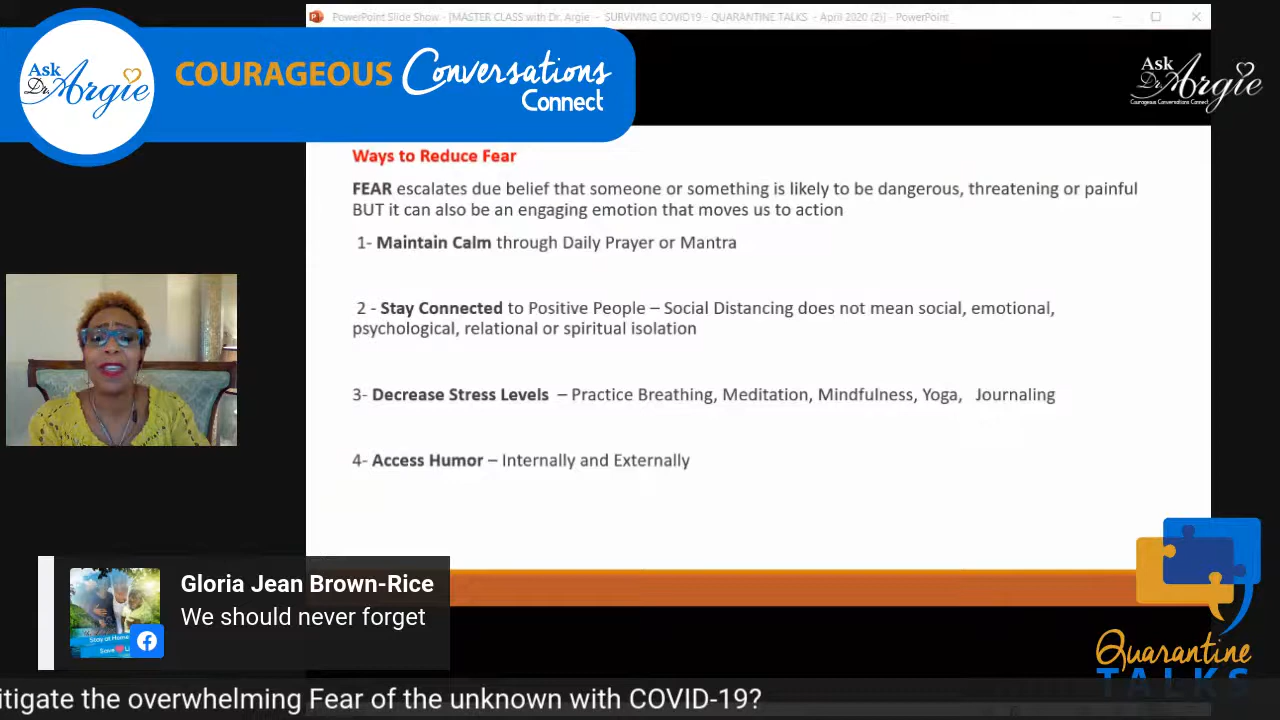 PowerPoint Slide Show - [MASTER CLASS with Dr. Argie - SURVIVING COVID19 - QUARANTINE TALKS - April 2020 (2)] - PowerPoint
Ask
Dr. Argie
COURAGEOUS Conversations
Connect
Ask
Dr. Argie
Courageous Conversations Connect
Ways to Reduce Fear
FEAR escalates due belief that someone or something is likely to be dangerous, threatening or painful
BUT it can also be an engaging emotion that moves us to action
1- Maintain Calm through Daily Prayer or Mantra
2 - Stay Connected to Positive People – Social Distancing does not mean social, emotional,
psychological, relational or spiritual isolation
3- Decrease Stress Levels – Practice Breathing, Meditation, Mindfulness, Yoga, Journaling
4- Access Humor – Internally and Externally
Gloria Jean Brown-Rice
We should never forget
Stay at Home
Save
Quarantine
TALKS
itigate the overwhelming Fear of the unknown with COVID-19?